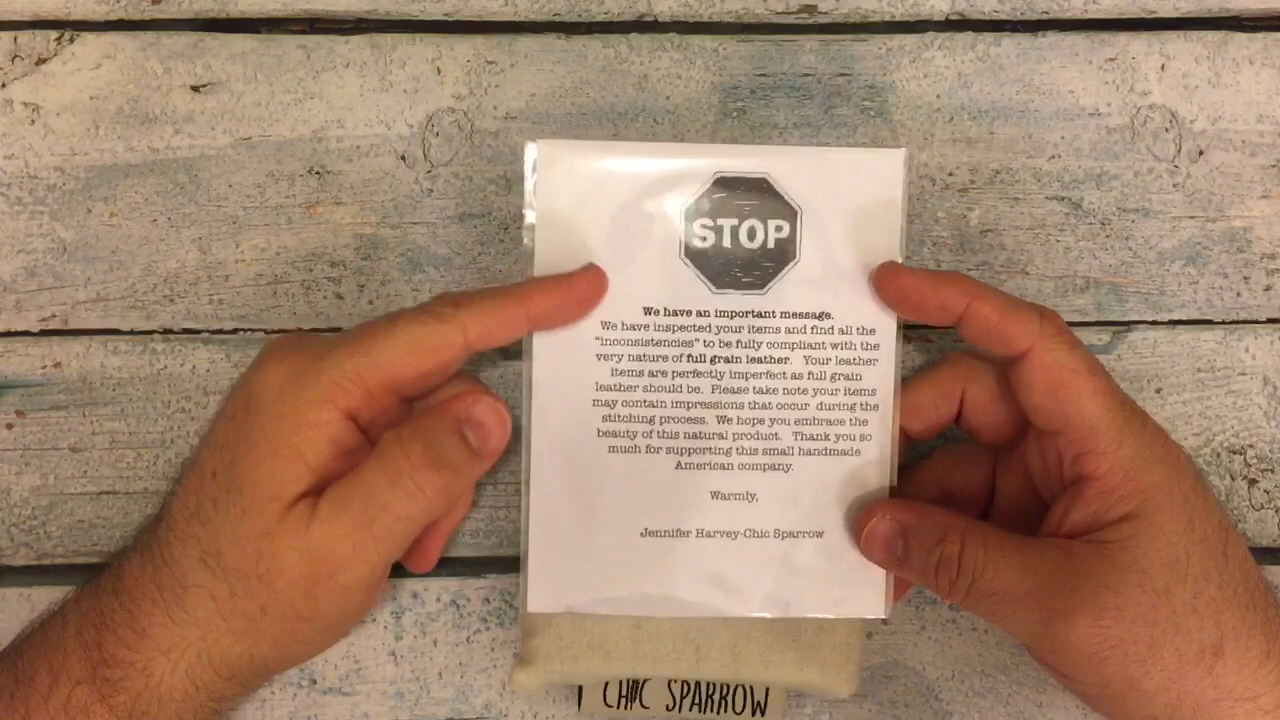 STOP
We have an important message.
We have inspected your items and find all the
“inconsistencies” to be fully compliant with the
very nature of full grain leather. Your leather
items are perfectly imperfect as full grain
leather should be. Please take note your items
may contain impressions that occur during the
stitching process. We hope you embrace the
beauty of this natural product. Thank you so
much for supporting this small handmade
American company.
Warmly,
Jennifer Harvey-Chic Sparrow
CHIC SPARROW